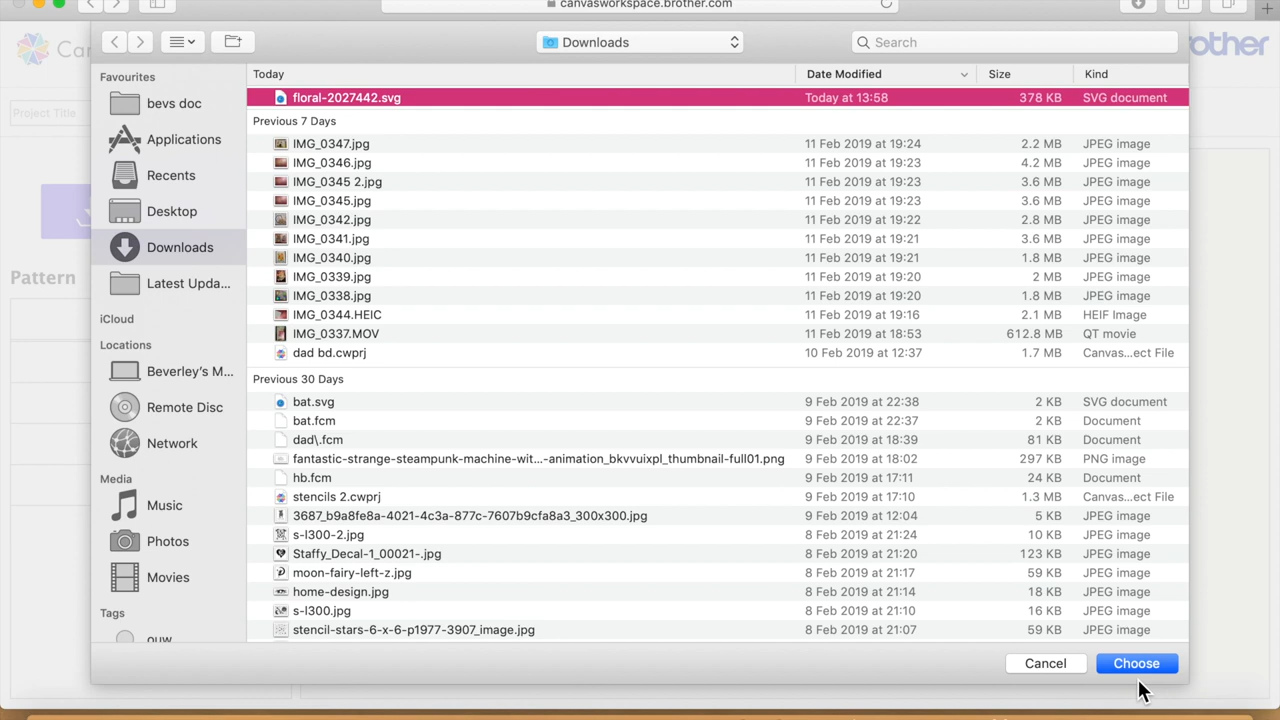 canvasworkspace.brother.com
Can
other
Downloads
Search
Project Title
Pattern
Favourites
bevs doc
Applications
Recents
Desktop
Downloads
Latest Upda...
iCloud
Locations
Beverley's M...
Remote Disc
Network
Media
Music
Photos
Movies
Tags
Today Date Modified Size Kind
floral-2027442.svg Today at 13:58 378 KB SVG document
Previous 7 Days
IMG_0347.jpg 11 Feb 2019 at 19:24 2.2 MB JPEG image
IMG_0346.jpg 11 Feb 2019 at 19:23 4.2 MB JPEG image
IMG_0345 2.jpg 11 Feb 2019 at 19:23 3.6 MB JPEG image
IMG_0345.jpg 11 Feb 2019 at 19:23 3.6 MB JPEG image
IMG_0342.jpg 11 Feb 2019 at 19:22 2.8 MB JPEG image
IMG_0341.jpg 11 Feb 2019 at 19:21 3.6 MB JPEG image
IMG_0340.jpg 11 Feb 2019 at 19:21 1.8 MB JPEG image
IMG_0339.jpg 11 Feb 2019 at 19:20 2 MB JPEG image
IMG_0338.jpg 11 Feb 2019 at 19:20 1.8 MB JPEG image
IMG_0344.HEIC 11 Feb 2019 at 19:16 2.1 MB HEIF Image
IMG_0337.MOV 11 Feb 2019 at 18:53 612.8 MB QT movie
dad bd.cwprj 10 Feb 2019 at 12:37 1.7 MB Canvas...ect File
Previous 30 Days
bat.svg 9 Feb 2019 at 22:38 2 KB SVG document
bat.fcm 9 Feb 2019 at 22:37 2 KB Document
dad\.fcm 9 Feb 2019 at 18:39 81 KB Document
fantastic-strange-steampunk-machine-wit...-animation_bkvvuixpl_thumbnail-full01.png 9 Feb 2019 at 18:02 297 KB PNG image
hb.fcm 9 Feb 2019 at 17:11 24 KB Document
stencils 2.cwprj 9 Feb 2019 at 17:10 1.3 MB Canvas...ect File
3687_b9a8fe8a-4021-4c3a-877c-7607b9cfa8a3_300x300.jpg 9 Feb 2019 at 12:04 5 KB JPEG image
s-l300-2.jpg 8 Feb 2019 at 21:24 10 KB JPEG image
Staffy_Decal-1_00021-.jpg 8 Feb 2019 at 21:20 123 KB JPEG image
moon-fairy-left-z.jpg 8 Feb 2019 at 21:17 59 KB JPEG image
home-design.jpg 8 Feb 2019 at 21:14 18 KB JPEG image
s-l300.jpg 8 Feb 2019 at 21:10 16 KB JPEG image
stencil-stars-6-x-6-p1977-3907_image.jpg 8 Feb 2019 at 21:07 59 KB JPEG image
Cancel
Choose